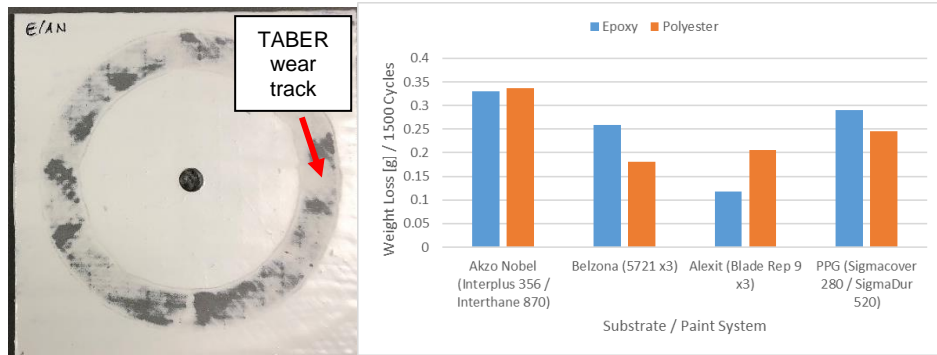 E/AN
TABER
wear
track
Epoxy
Polyester
Weight Loss [g] / 1500 Cycles
0.4
0.35
0.3
0.25
0.2
0.15
0.1
0.05
0
Akzo Nobel
(Interplus 356 /
Interthane 870)
Belzona (5721 x3)
Alexit (Blade Rep 9
x3)
PPG (Sigmacover
280 / SigmaDur
520)
Substrate / Paint System